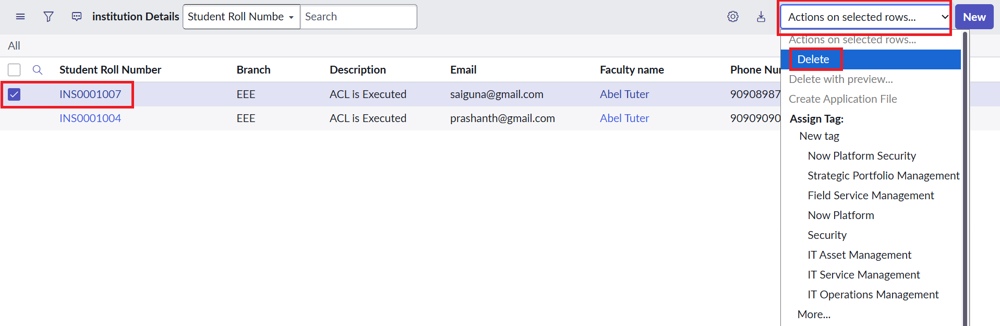 institution Details Student Roll Numbe Search Actions on selected rows... New
Actions on selected rows...
All
Delete
Student Roll Number Branch Description Email Faculty name Phone Nu
Delete with preview...
INS0001007 EEE ACL is Executed saiguna@gmail.com Abel Tuter 90908987
Create Application File
INS0001004 EEE ACL is Executed prashanth@gmail.com Abel Tuter 90909090
Assign Tag:
New tag
Now Platform Security
Strategic Portfolio Management
Field Service Management
Now Platform
Security
IT Asset Management
IT Service Management
IT Operations Management
More...